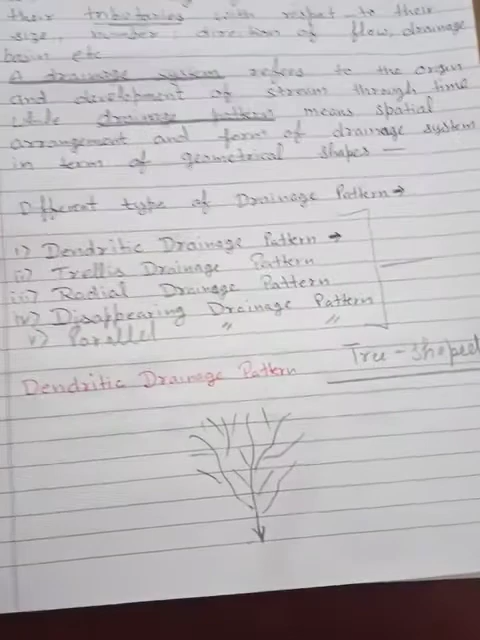 their tributaries with respect to their
size, number, direction of flow, drainage
basin etc
A drainage system refers to the origin
and development of stream through time
while drainage pattern means spatial
arrangement and form of drainage system
in term of geometrical shapes —
Different type of Drainage Pattern →
i) Dendritic Drainage Pattern →
ii) Trellis Drainage Pattern
iii) Radial Drainage Pattern
iv) Disappearing Drainage Pattern
v) Parallel " "
Dendritic Drainage Pattern Tree-shaped